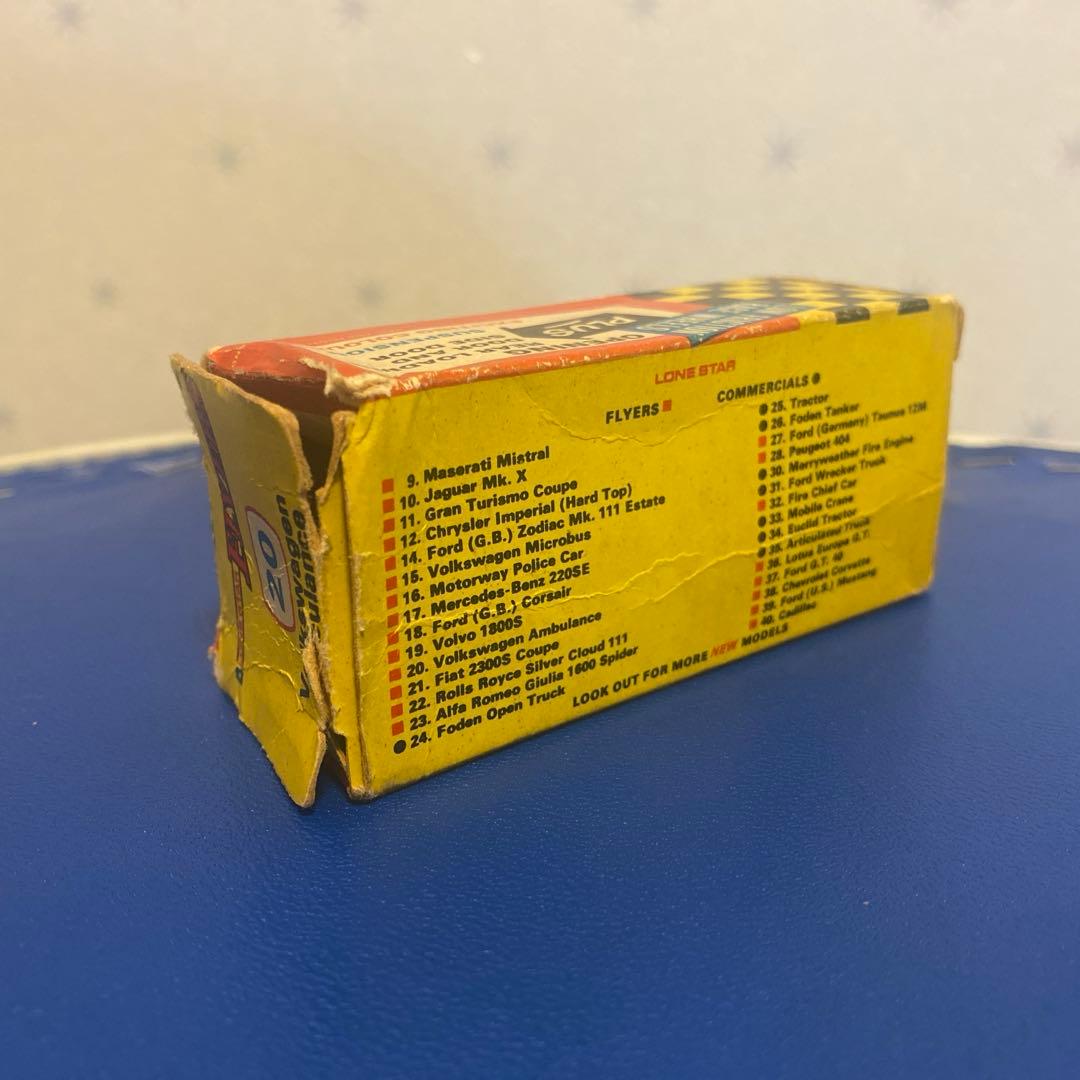 LONE STAR
FLYERS
COMMERCIALS
9. Maserati Mistral
10. Jaguar Mk. X
11. Gran Turismo Coupe
12. Chrysler Imperial (Hard Top)
14. Ford (G.B.) Zodiac Mk. 111 Estate
15. Volkswagen Microbus
16. Motorway Police Car
17. Mercedes-Benz 220SE
18. Ford (G.B.) Corsair
19. Volvo 1800S
20. Volkswagen Ambulance
21. Fiat 2300S Coupe
22. Rolls Royce Silver Cloud 111
23. Alfa Romeo Giulia 1600 Spider
24. Foden Open Truck
25. Tractor
26. Foden Tanker
27. Ford (Germany) Taunus 12M
28. Peugeot 404
30. Merryweather Fire Engine
31. Ford Wrecker Truck
32. Fire Chief Car
33. Mobile Crane
34. Euclid Tractor
35. Articulated Truck
36. Lotus Europa G.T.
37. Ford G.T. 40
38. Chevrolet Corvette
39. Ford (U.S.) Mustang
40. Cadillac
LOOK OUT FOR MORE NEW MODELS
PLUS
OPENING
SIDE DOOR
AND
20